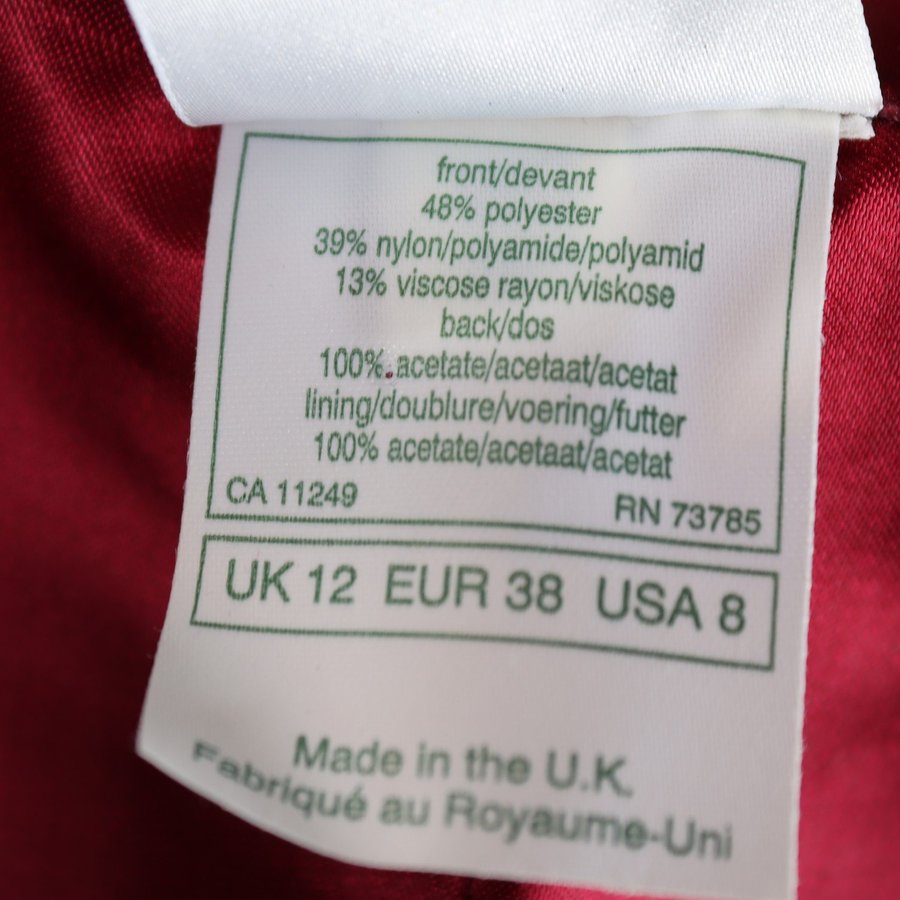 front/devant
48% polyester
39% nylon/polyamide/polyamid
13% viscose rayon/viskose
back/dos
100% acetate/acetaat/acetat
lining/doublure/voering/futter
100% acetate/acetaat/acetat
CA 11249 RN 73785
UK 12 EUR 38 USA 8
Made in the U.K.
Fabriqué au Royaume-Uni